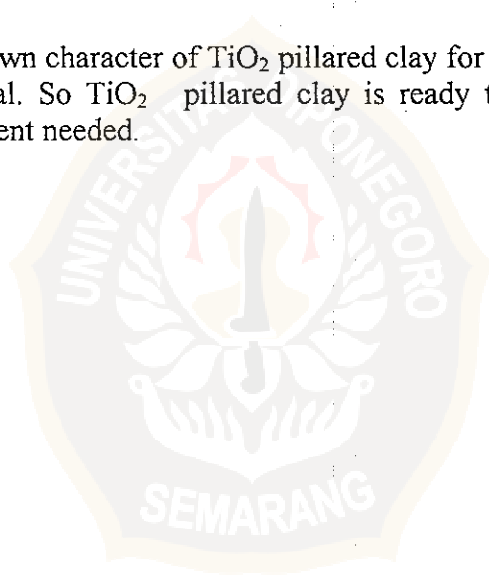 wn character of TiO₂ pillared clay for
al. So TiO₂ pillared clay is ready t
ent needed.
UNIVERSITAS DIPONEGORO
SEMARANG